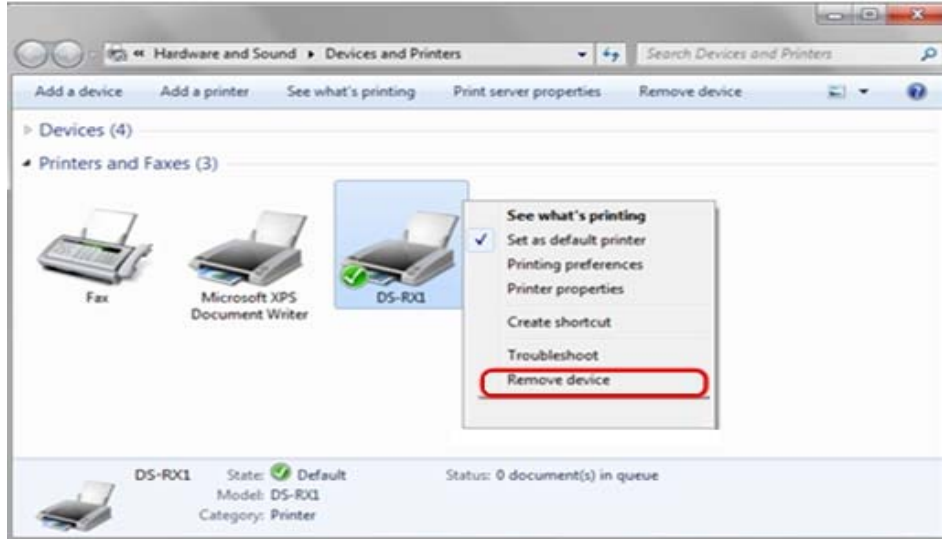 « Hardware and Sound ▸ Devices and Printers Search Devices and Printers
Add a device Add a printer See what's printing Print server properties Remove device
Devices (4)
Printers and Faxes (3)
Fax
Microsoft XPS
Document Writer
DS-RX1
See what's printing
Set as default printer
Printing preferences
Printer properties
Create shortcut
Troubleshoot
Remove device
DS-RX1 State: Default Status: 0 document(s) in queue
Model: DS-RX1
Category: Printer